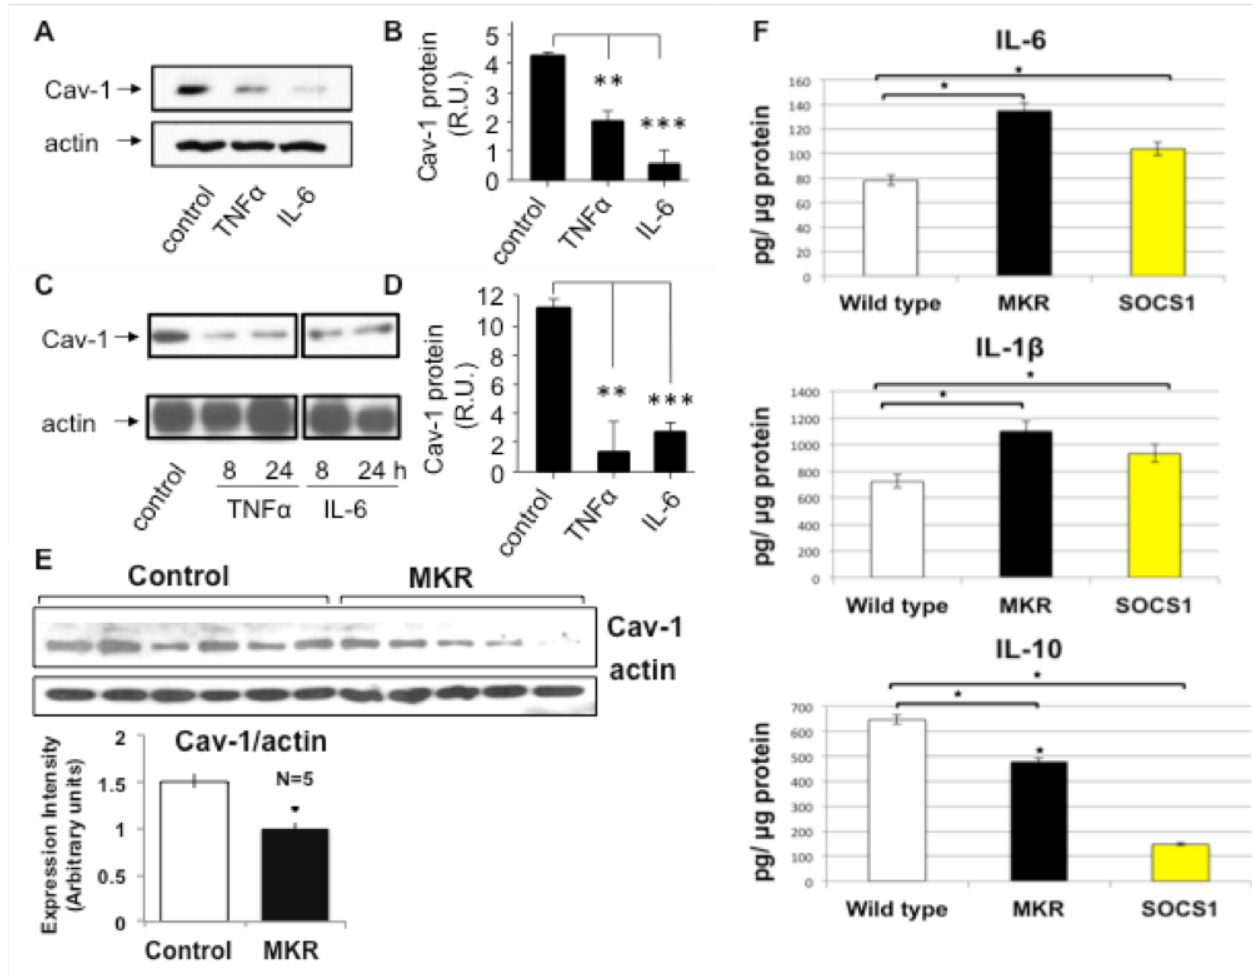 A
Cav-1
actin
control
TNFα
IL-6
B
Cav-1 protein
(R.U.)
5
4
3
2
1
0
**
***
control
TNFα
IL-6
C
Cav-1
actin
control
8 24 8 24 h
TNFα IL-6
D
Cav-1 protein
(R.U.)
12
10
8
6
4
2
0
**
***
control
TNFα
IL-6
E
Control MKR
Cav-1
actin
Cav-1/actin
Expression Intensity
(Arbitrary units)
2
1.5
1
0.5
0
N=5
Control MKR
F
IL-6
pg/ µg protein
160
140
120
100
80
60
40
20
0
*
*
Wild type MKR SOCS1
IL-1β
pg/ µg protein
1400
1200
1000
800
600
400
200
0
*
*
Wild type MKR SOCS1
IL-10
pg/ µg protein
700
600
500
400
300
200
100
0
*
*
*
Wild type MKR SOCS1